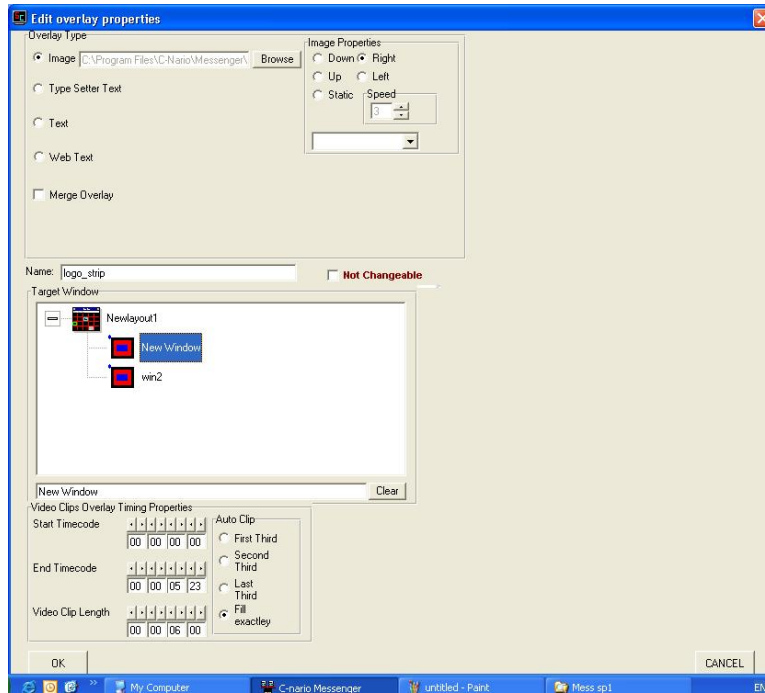 Edit overlay properties
Overlay Type
Image C:\Program Files\C-Nario\Messenger\ Browse
Type Setter Text
Text
Web Text
Merge Overlay
Image Properties
Down Right
Up Left
Static Speed
3
Name: logo_strip
Not Changeable
Target Window
Newlayout1
New Window
win2
New Window Clear
Video Clips Overlay Timing Properties
Start Timecode
00 00 00 00
End Timecode
00 00 05 23
Video Clip Length
00 00 06 00
Auto Clip
First Third
Second
Third
Last
Third
Fill
exactley
OK CANCEL
My Computer C-nario Messenger untitled - Paint Mess sp1 EN